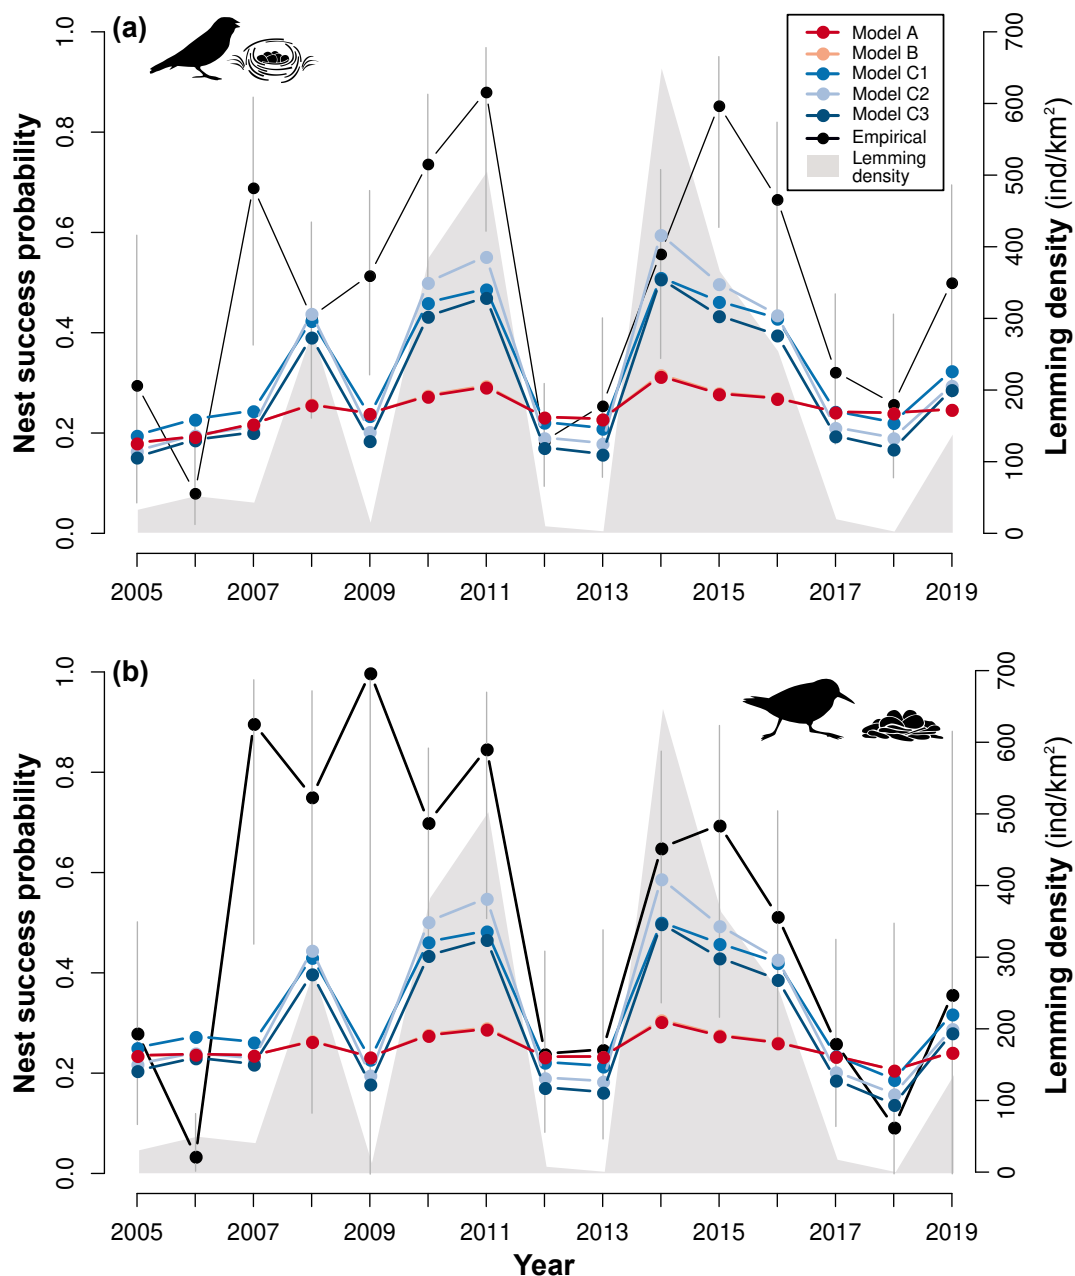 (a)
Nest success probability
1.0
0.8
0.6
0.4
0.2
0.0
Model A
Model B
Model C1
Model C2
Model C3
Empirical
Lemming
density
700
600
500
400
300
200
100
0
Lemming density (ind/km²)
2005 2007 2009 2011 2013 2015 2017 2019
(b)
Nest success probability
1.0
0.8
0.6
0.4
0.2
0.0
700
600
500
400
300
200
100
0
Lemming density (ind/km²)
2005 2007 2009 2011 2013 2015 2017 2019
Year